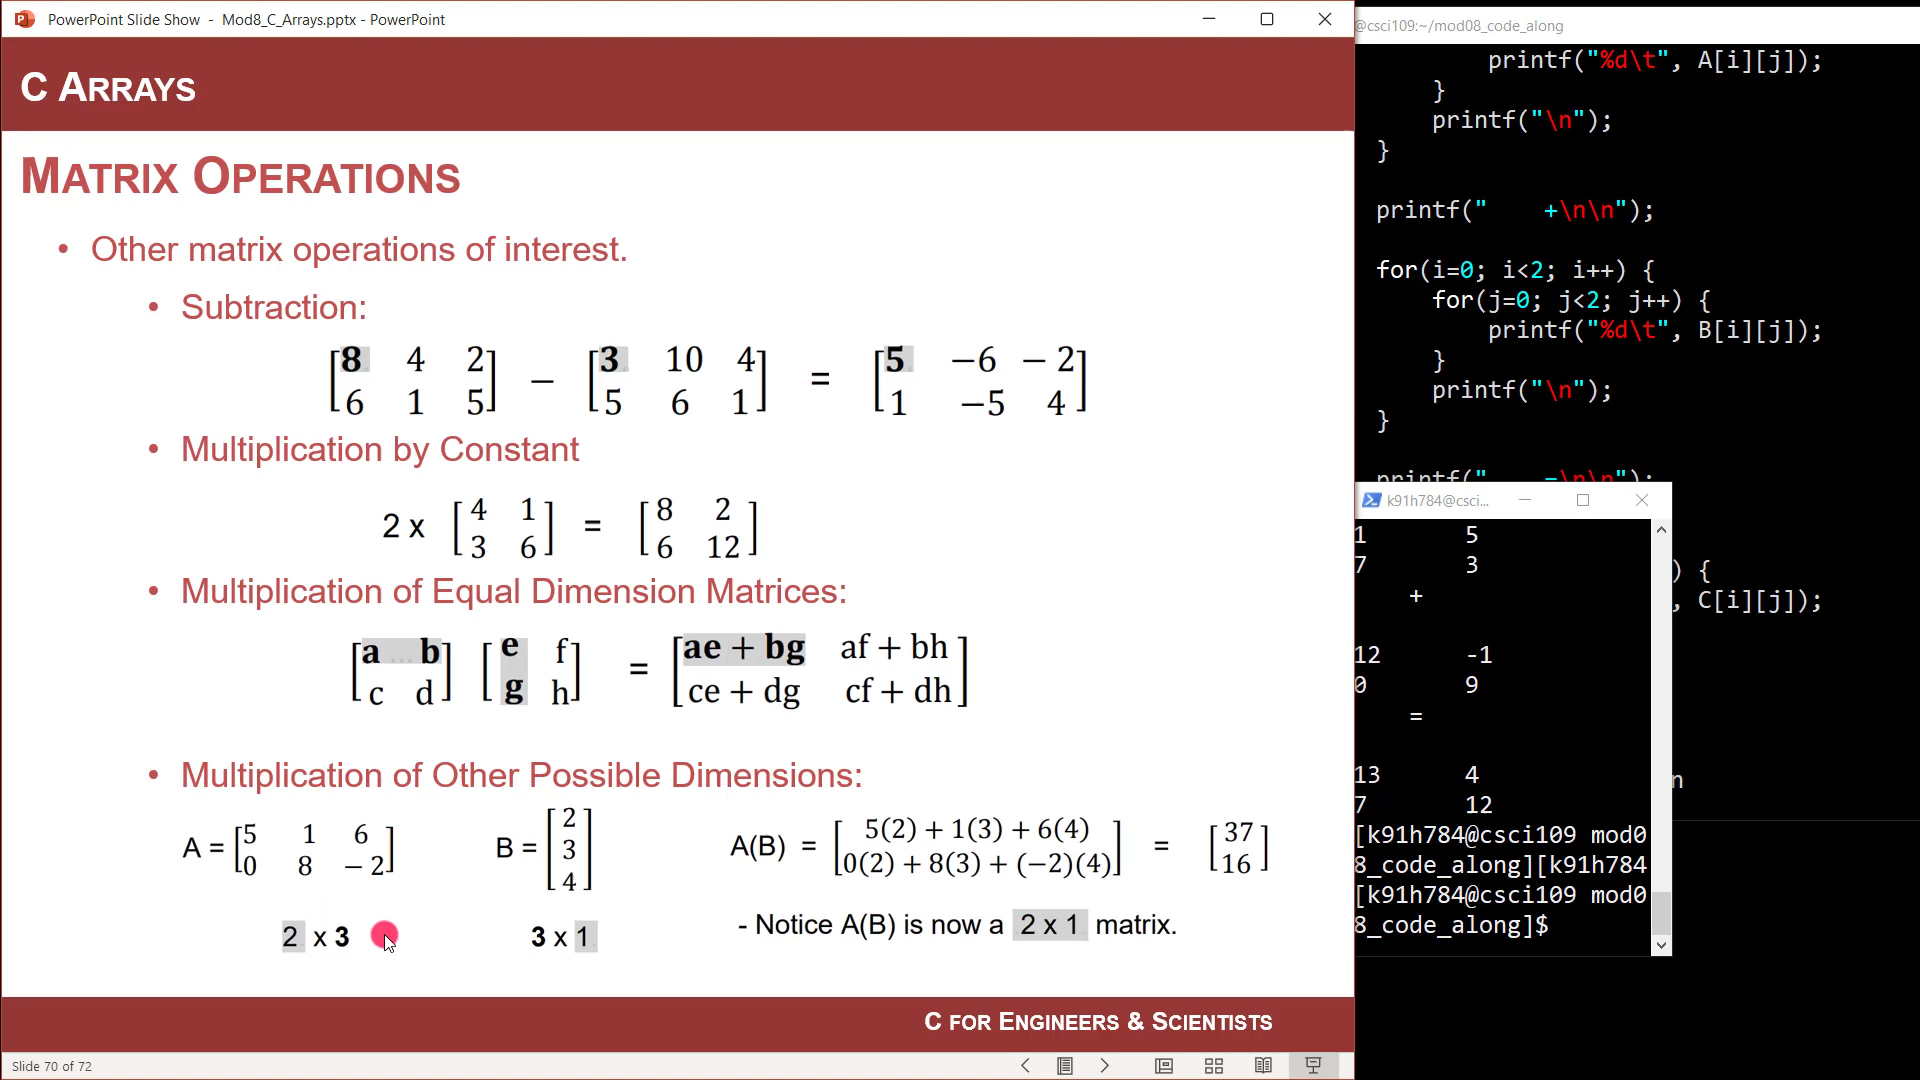 PowerPoint Slide Show - Mod8_C_Arrays.pptx - PowerPoint
C ARRAYS
MATRIX OPERATIONS
• Other matrix operations of interest.
• Subtraction:
[8 4 2] − [3 10 4] = [5 −6 −2]
[6 1 5] [5 6 1] [1 −5 4]
• Multiplication by Constant
2 x [4 1] = [8 2]
[3 6] [6 12]
• Multiplication of Equal Dimension Matrices:
[a ... b] [e f] = [ae + bg af + bh]
[c d] [g h] [ce + dg cf + dh]
• Multiplication of Other Possible Dimensions:
A = [5 1 6]
[0 8 −2]
B = [2]
[3]
[4]
A(B) = [5(2) + 1(3) + 6(4)] = [37]
[0(2) + 8(3) + (−2)(4)] [16]
2 x 3
3 x 1
- Notice A(B) is now a 2 x 1 matrix.
C FOR ENGINEERS & SCIENTISTS
Slide 70 of 72
@csci109:~/mod08_code_along
printf("%d\t", A[i][j]);
}
printf("\n");
}
printf("    +\n\n");
for(i=0; i<2; i++) {
for(j=0; j<2; j++) {
printf("%d\t", B[i][j]);
}
printf("\n");
}
printf("    =\n\n");
) {
, C[i][j]);
n
k91h784@csci...
1 5
7 3
+
12 -1
0 9
=
13 4
7 12
[k91h784@csci109 mod0
8_code_along][k91h784
[k91h784@csci109 mod0
8_code_along]$